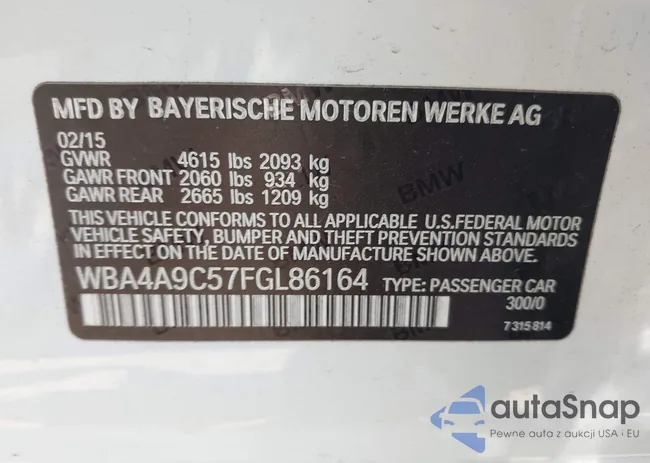 MFD BY BAYERISCHE MOTOREN WERKE AG
02/15
GVWR 4615 lbs 2093 kg
GAWR FRONT 2060 lbs 934 kg
GAWR REAR 2665 lbs 1209 kg
THIS VEHICLE CONFORMS TO ALL APPLICABLE U.S.FEDERAL MOTOR
VEHICLE SAFETY, BUMPER AND THEFT PREVENTION STANDARDS
IN EFFECT ON THE DATE OF MANUFACTURE SHOWN ABOVE.
WBA4A9C57FGL86164 TYPE: PASSENGER CAR
300/0
7315814
BMW
autaSnap
Pewne auta z aukcji USA i EU